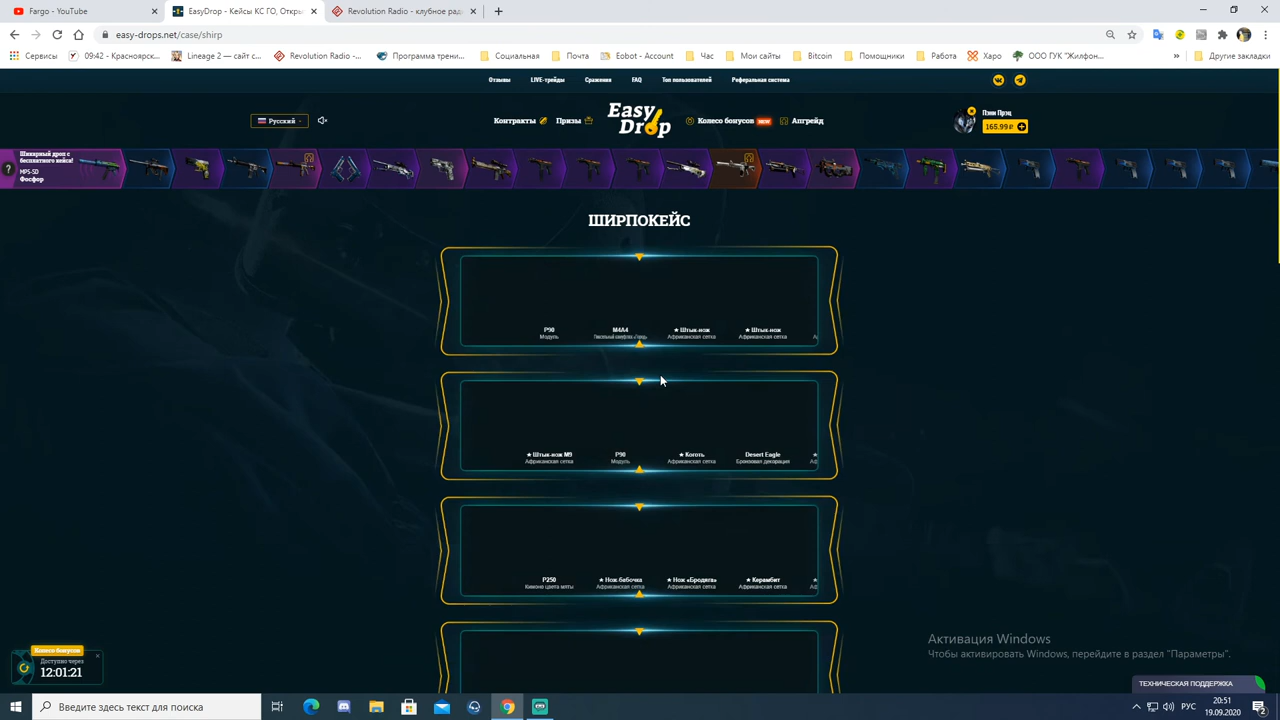 Fargo - YouTube
EasyDrop - Кейсы КС ГО, Откры
Revolution Radio - клубное рад
easy-drops.net/case/shirp
Сервисы
09:42 - Красноярск...
Lineage 2 — сайт с...
Revolution Radio -...
Программа трени...
Социальная
Почта
Eobot - Account
Час
Мои сайты
Bitcoin
Помощники
Работа
Харо
ООО ГУК "Жилфон...
»
Другие закладки
Отзывы
LIVE-трейды
Сражения
FAQ
Топ пользователей
Реферальная система
Русский
Контракты
Призы
Easy Drop
Колесо бонусов NEW
Апгрейд
Пэни Прэц
165.99 ₽
?
Шикарный дроп с
бесплатного кейса!
MP5-SD
Фосфор
ШИРПОКЕЙС
P90
Модуль
M4A4
★ Штык-нож
Африканская сетка
★ Штык-нож
Африканская сетка
★ Штык-нож M9
Африканская сетка
P90
Модуль
★ Коготь
Африканская сетка
Desert Eagle
Бронзовая декорация
P250
Кимоно цвета мяты
★ Нож-бабочка
Африканская сетка
★ Нож «Бродяга»
Африканская сетка
★ Керамбит
Африканская сетка
Колесо бонусов
Доступно через
12:01:21
Активация Windows
Чтобы активировать Windows, перейдите в раздел "Параметры".
ТЕХНИЧЕСКАЯ ПОДДЕРЖКА
Введите здесь текст для поиска
РУС
20:51
19.09.2020
2